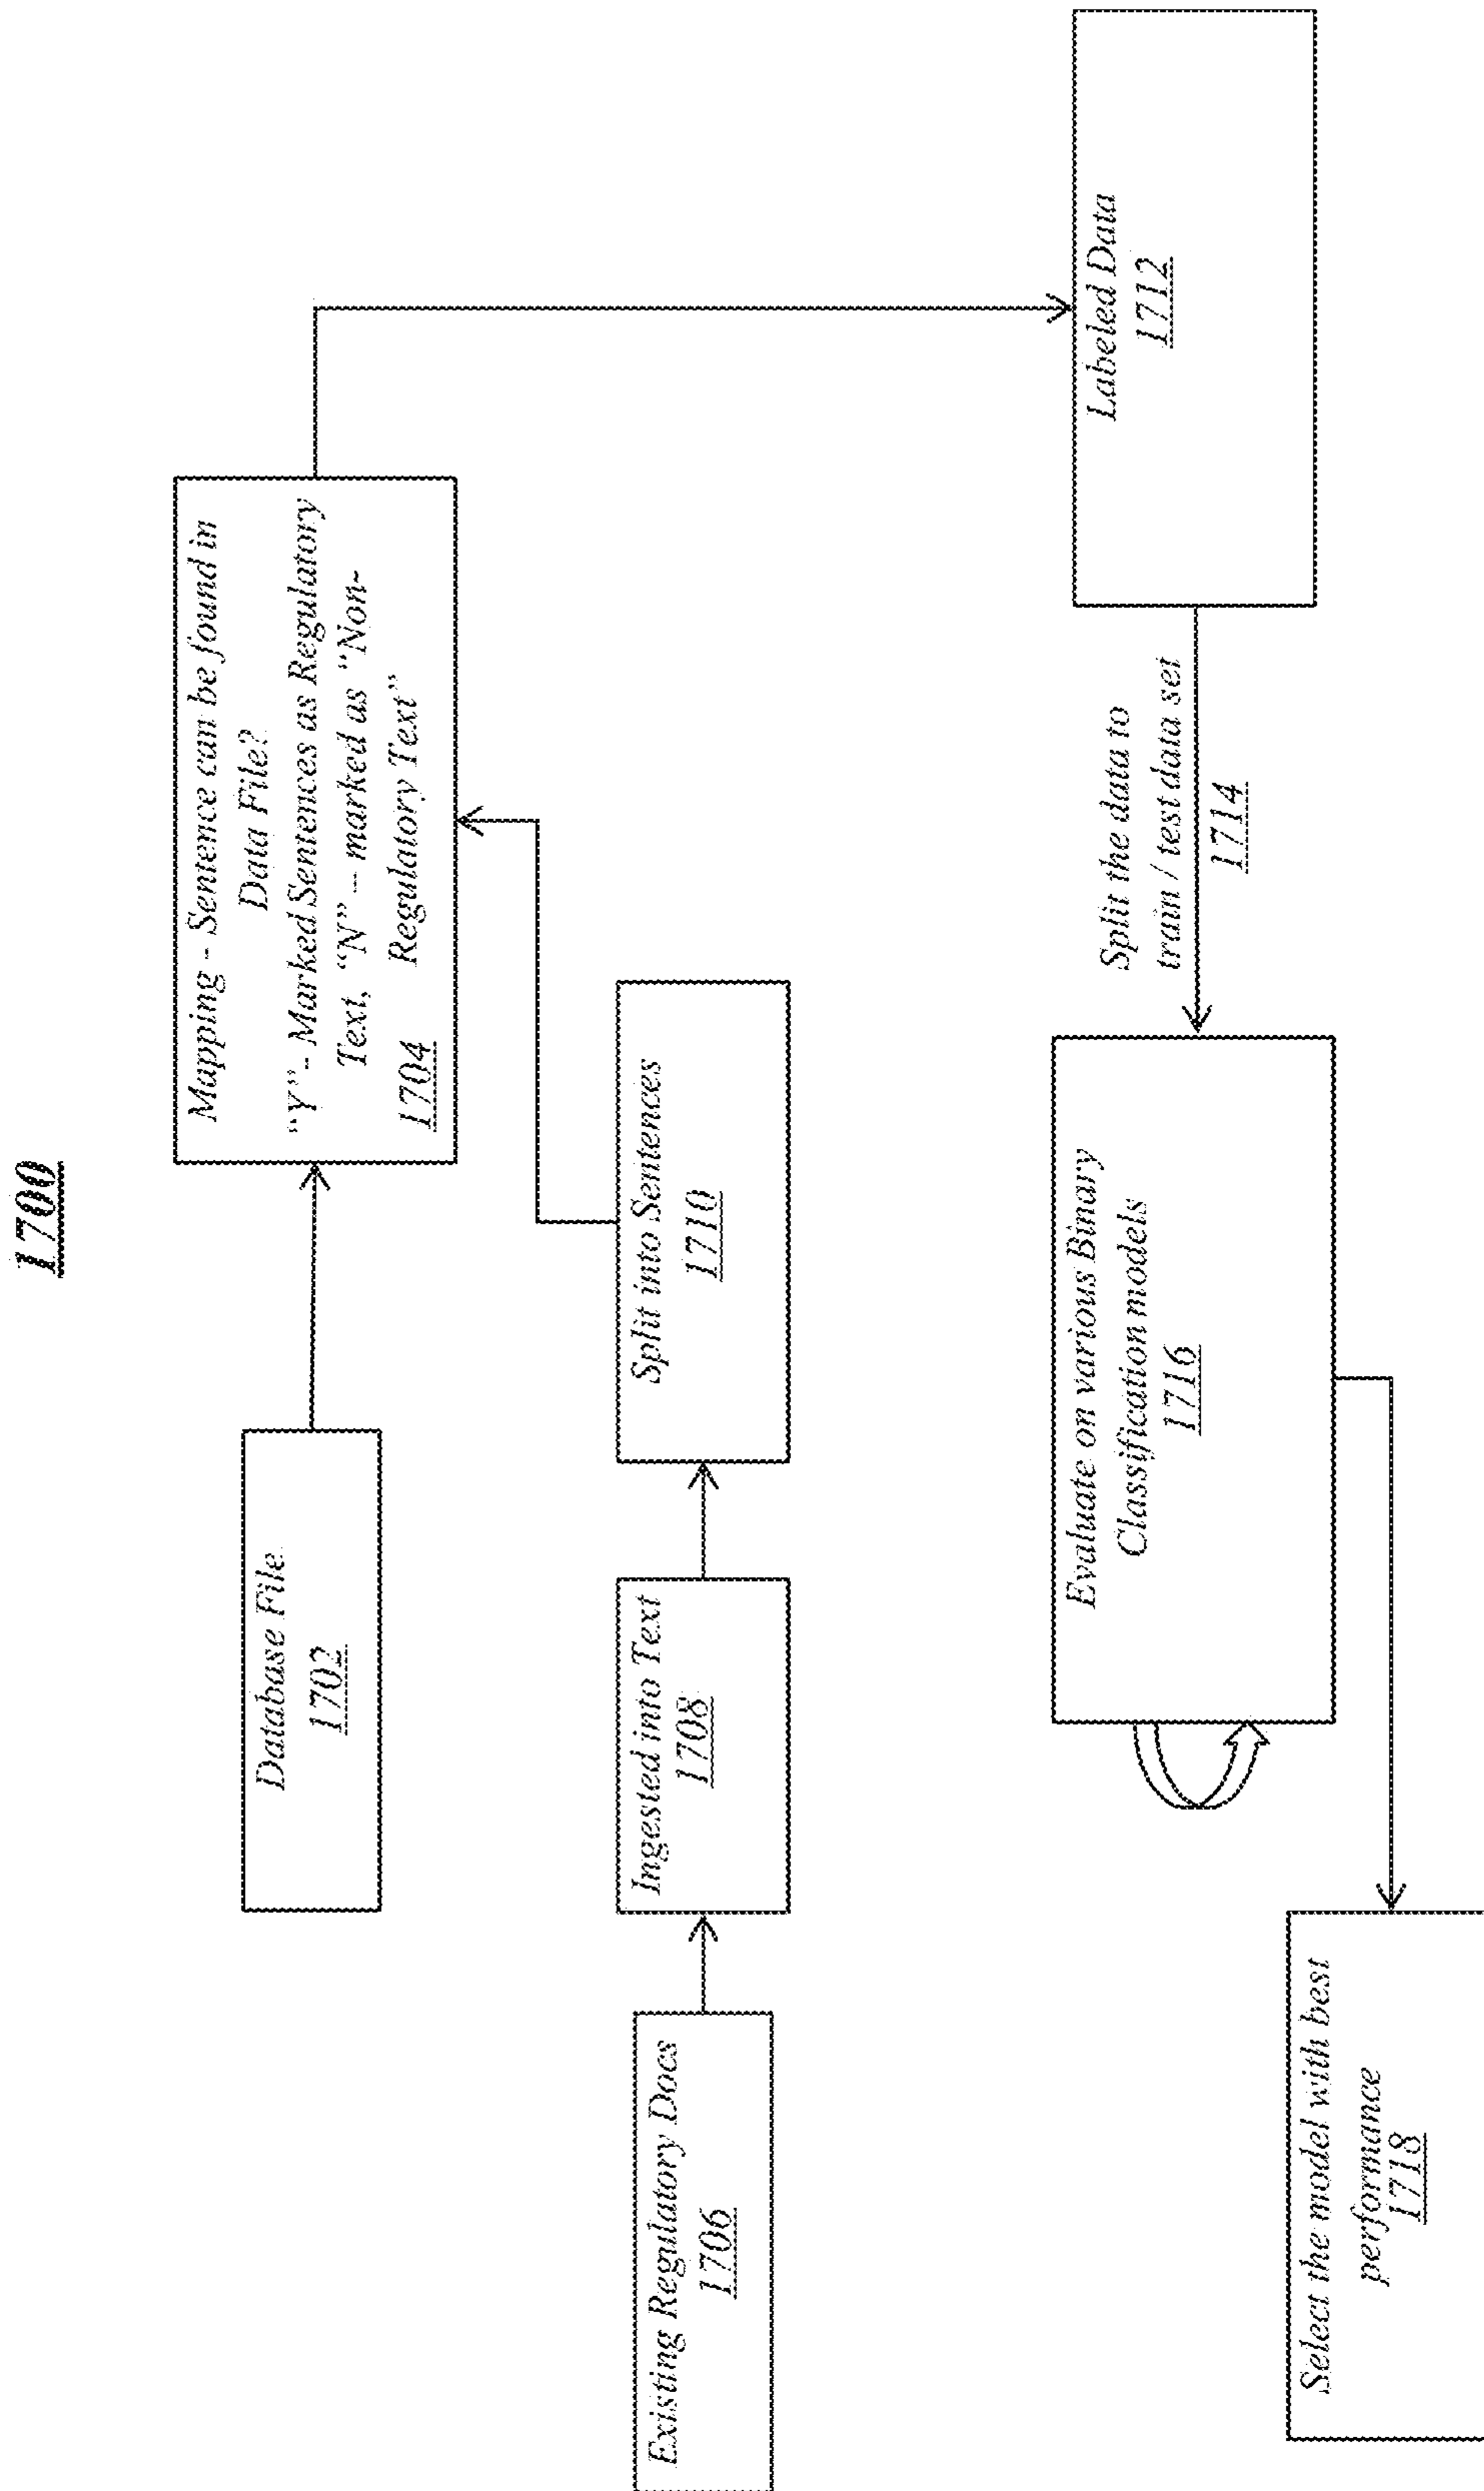 1700
Database File
1702
Mapping - Sentence can be found in
Data File?
“Y”- Marked Sentences as Regulatory
Text, “N” – marked as “Non-
Regulatory Text”
1704
Existing Regulatory Docs
1706
Ingested into Text
1708
Split into Sentences
1710
Labeled Data
1712
Split the data to
train / test data set
1714
Evaluate on various Binary
Classification models
1716
Select the model with best
performance
1718